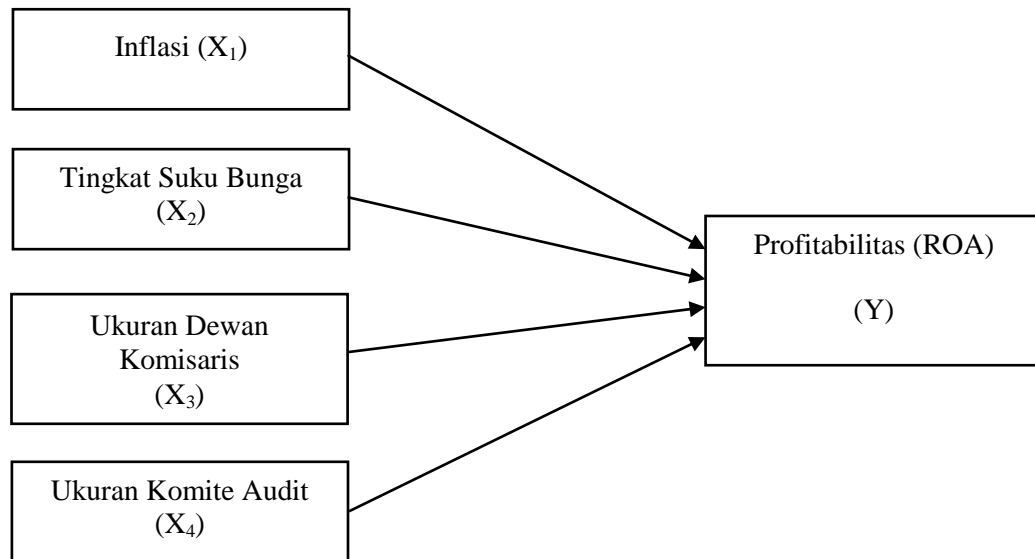 Inflasi (X₁)
Tingkat Suku Bunga
(X₂)
Ukuran Dewan
Komisaris
(X₃)
Ukuran Komite Audit
(X₄)
Profitabilitas (ROA)
(Y)